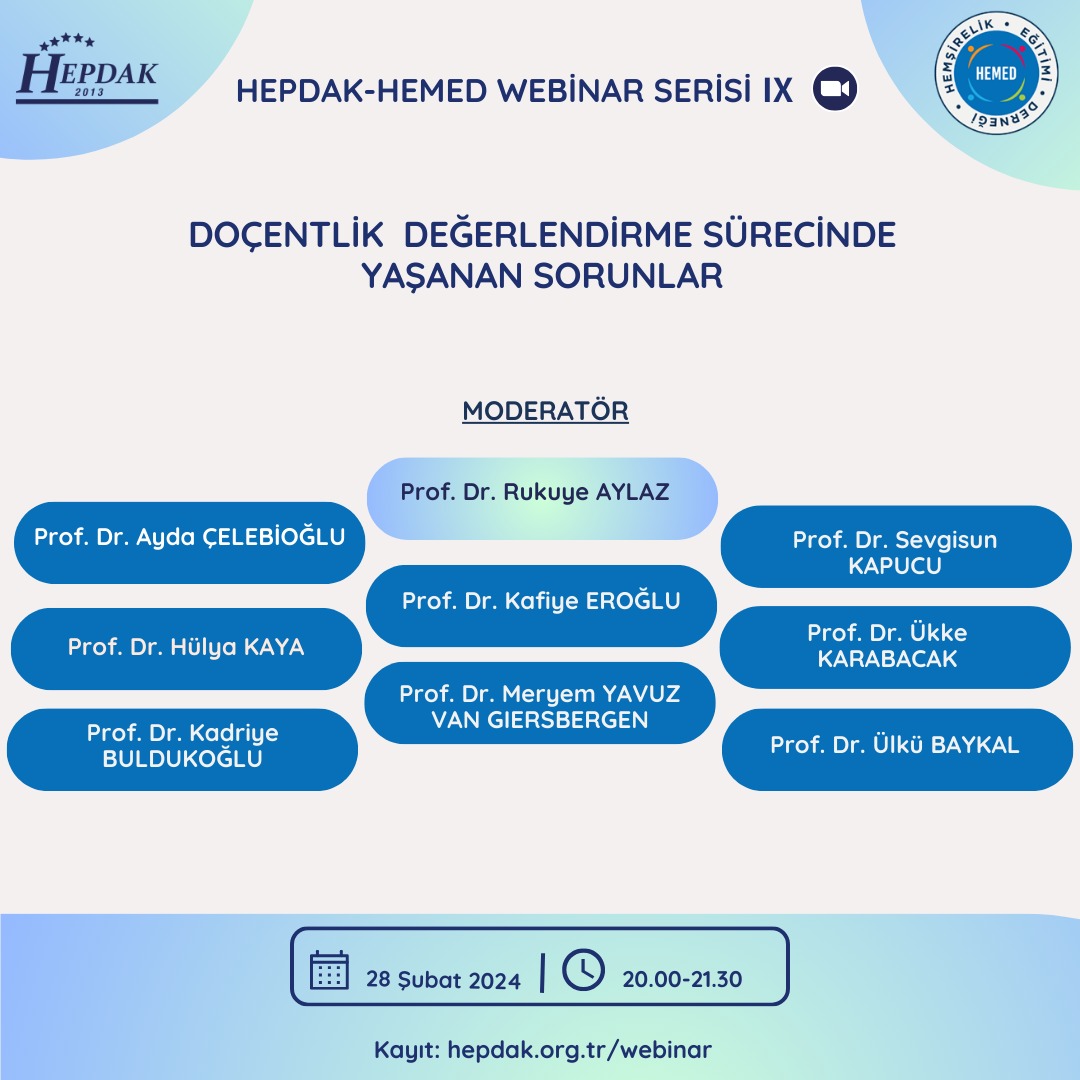 HEPDAK
2013
HEPDAK-HEMED WEBİNAR SERİSİ IX
HEMŞİRELİK • EĞİTİMİ • DERNEĞİ •
HEMED
DOÇENTLİK  DEĞERLENDİRME SÜRECİNDE
YAŞANAN SORUNLAR
MODERATÖR
Prof. Dr. Rukuye AYLAZ
Prof. Dr. Ayda ÇELEBİOĞLU
Prof. Dr. Hülya KAYA
Prof. Dr. Kadriye
BULDUKOĞLU
Prof. Dr. Kafiye EROĞLU
Prof. Dr. Meryem YAVUZ
VAN GIERSBERGEN
Prof. Dr. Sevgisun
KAPUCU
Prof. Dr. Ükke
KARABACAK
Prof. Dr. Ülkü BAYKAL
28 Şubat 2024 | 20.00-21.30
Kayıt: hepdak.org.tr/webinar